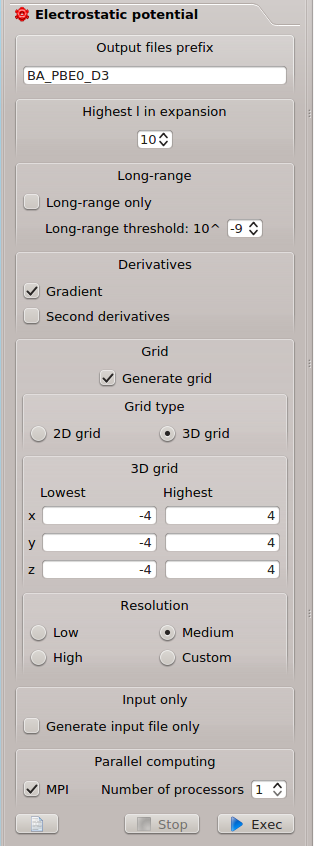 Electrostatic potential
Output files prefix
BA_PBE0_D3
Highest l in expansion
10
Long-range
Long-range only
Long-range threshold: 10^ -9
Derivatives
Gradient
Second derivatives
Grid
Generate grid
Grid type
2D grid 3D grid
3D grid
Lowest Highest
x -4 4
y -4 4
z -4 4
Resolution
Low Medium
High Custom
Input only
Generate input file only
Parallel computing
MPI Number of processors 1
Stop Exec